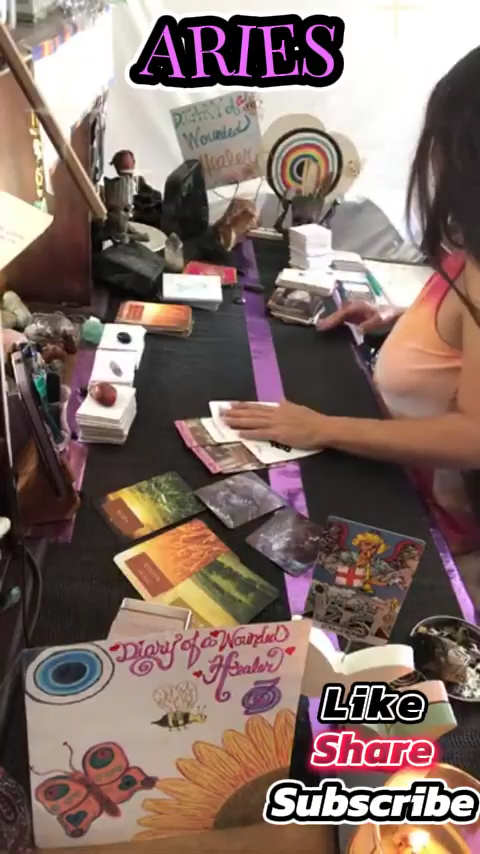 ARIES
DIARY of a
Wounded
Healer
Diary of a Wounded
Healer
Like
Share
Subscribe